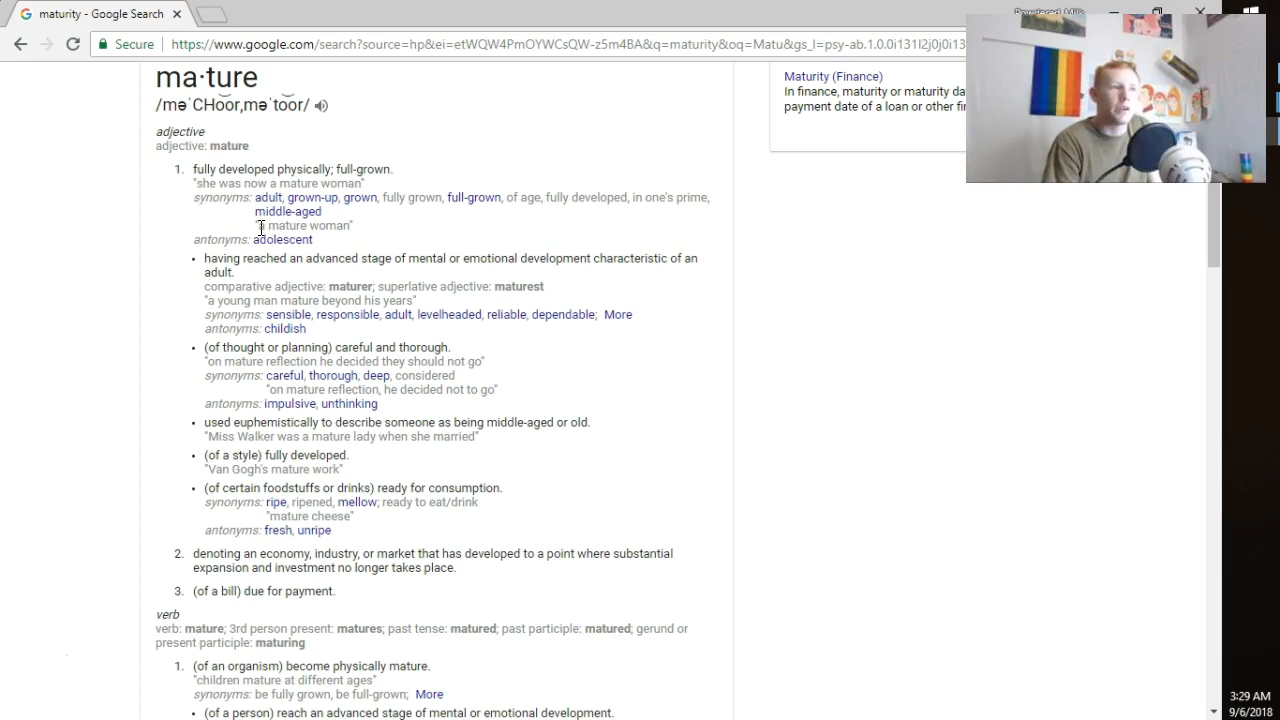 maturity - Google Search
Secure
https://www.google.com/search?source=hp&ei=etWQW4PmOYWCsQW-z5m4BA&q=maturity&oq=Matu&gs_l=psy-ab.1.0.0i131l2j0j0i13
ma·ture
/məˈCHo͝or,məˈto͝or/
adjective
adjective: mature
1. fully developed physically; full-grown.
"she was now a mature woman"
synonyms: adult, grown-up, grown, fully grown, full-grown, of age, fully developed, in one's prime,
middle-aged
"a mature woman"
antonyms: adolescent
• having reached an advanced stage of mental or emotional development characteristic of an
adult.
comparative adjective: maturer; superlative adjective: maturest
"a young man mature beyond his years"
synonyms: sensible, responsible, adult, levelheaded, reliable, dependable; More
antonyms: childish
• (of thought or planning) careful and thorough.
"on mature reflection he decided they should not go"
synonyms: careful, thorough, deep, considered
"on mature reflection, he decided not to go"
antonyms: impulsive, unthinking
• used euphemistically to describe someone as being middle-aged or old.
"Miss Walker was a mature lady when she married"
• (of a style) fully developed.
"Van Gogh's mature work"
• (of certain foodstuffs or drinks) ready for consumption.
synonyms: ripe, ripened, mellow; ready to eat/drink
"mature cheese"
antonyms: fresh, unripe
2. denoting an economy, industry, or market that has developed to a point where substantial
expansion and investment no longer takes place.
3. (of a bill) due for payment.
verb
verb: mature; 3rd person present: matures; past tense: matured; past participle: matured; gerund or
present participle: maturing
1. (of an organism) become physically mature.
"children mature at different ages"
synonyms: be fully grown, be full-grown; More
• (of a person) reach an advanced stage of mental or emotional development.
Maturity (Finance)
In finance, maturity or maturity da
payment date of a loan or other fi
Powdered_Milk
3:29 AM
9/6/2018